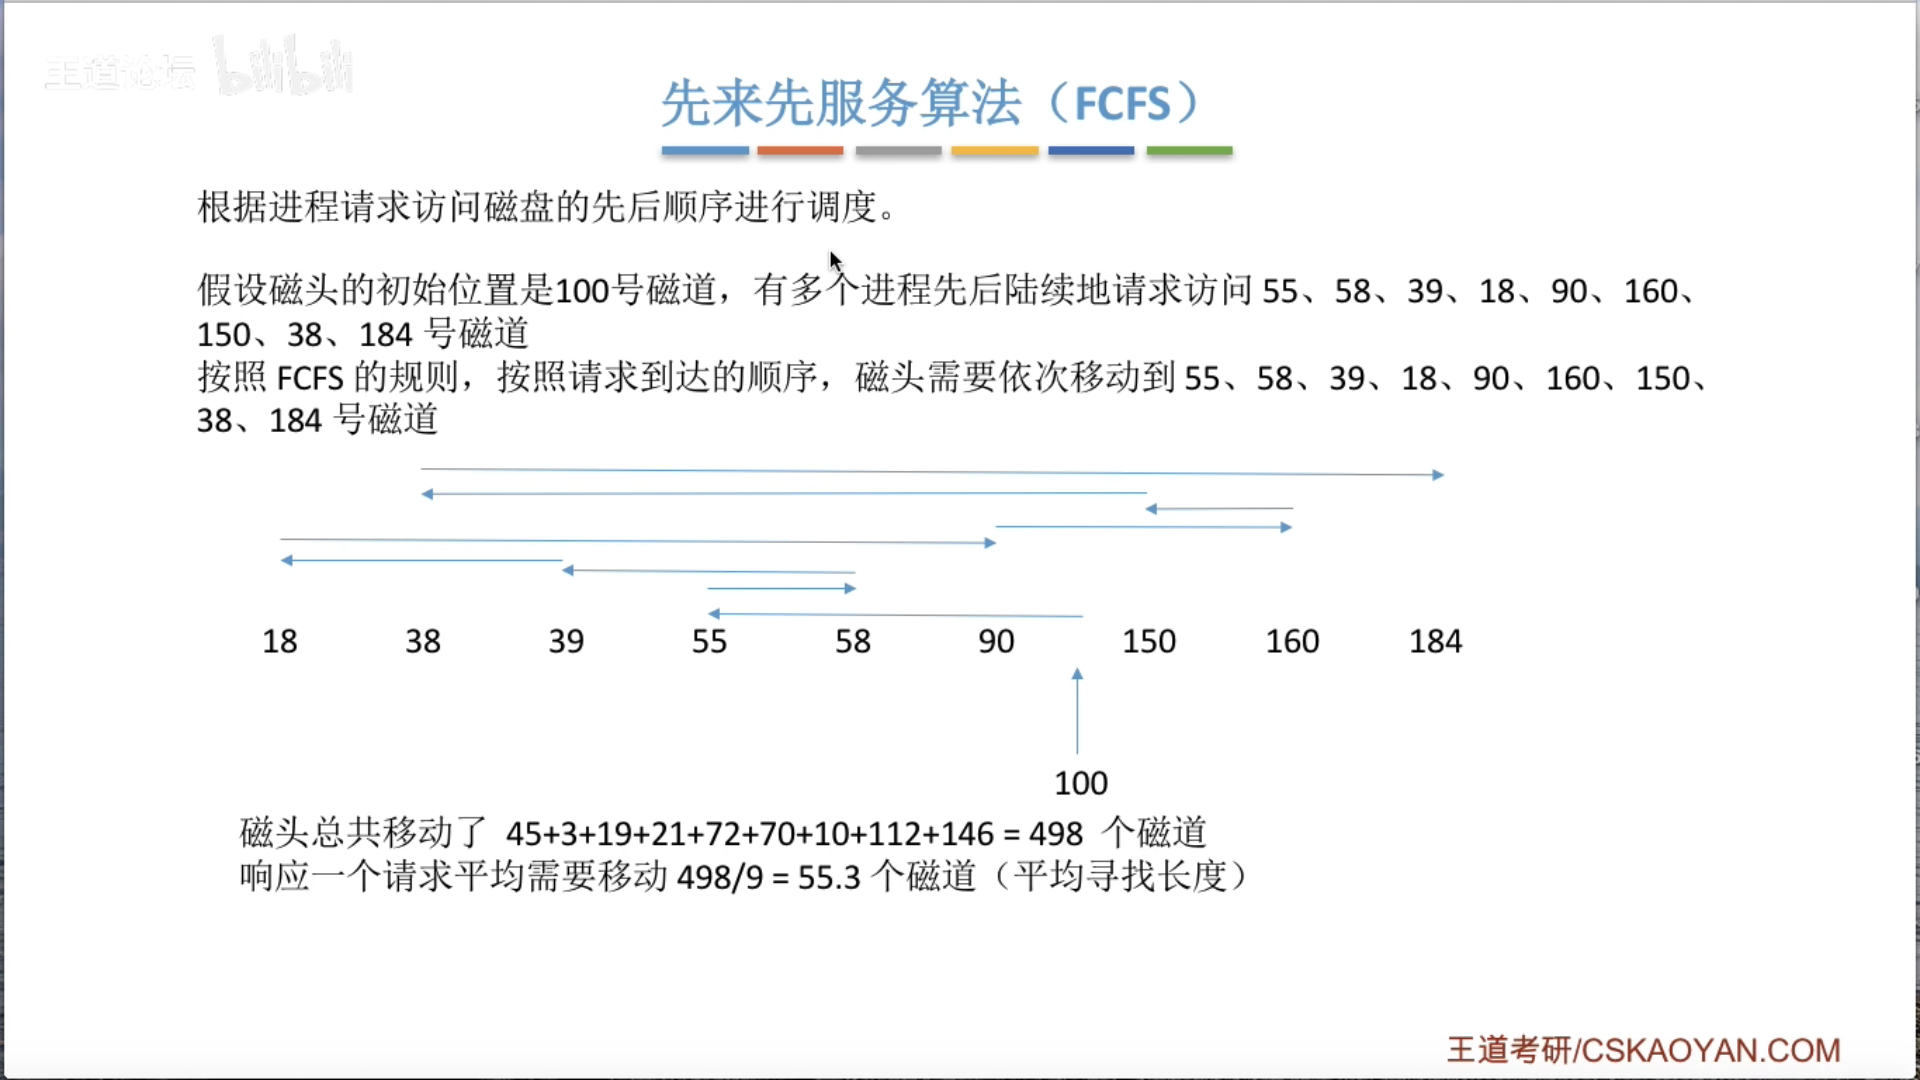 王道论坛 bilibili
先来先服务算法（FCFS）
根据进程请求访问磁盘的先后顺序进行调度。
假设磁头的初始位置是100号磁道，有多个进程先后陆续地请求访问 55、58、39、18、90、160、
150、38、184 号磁道
按照 FCFS 的规则，按照请求到达的顺序，磁头需要依次移动到 55、58、39、18、90、160、150、
38、184 号磁道
18 38 39 55 58 90 150 160 184
100
磁头总共移动了 45+3+19+21+72+70+10+112+146 = 498 个磁道
响应一个请求平均需要移动 498/9 = 55.3 个磁道（平均寻找长度）
王道考研/CSKAOYAN.COM